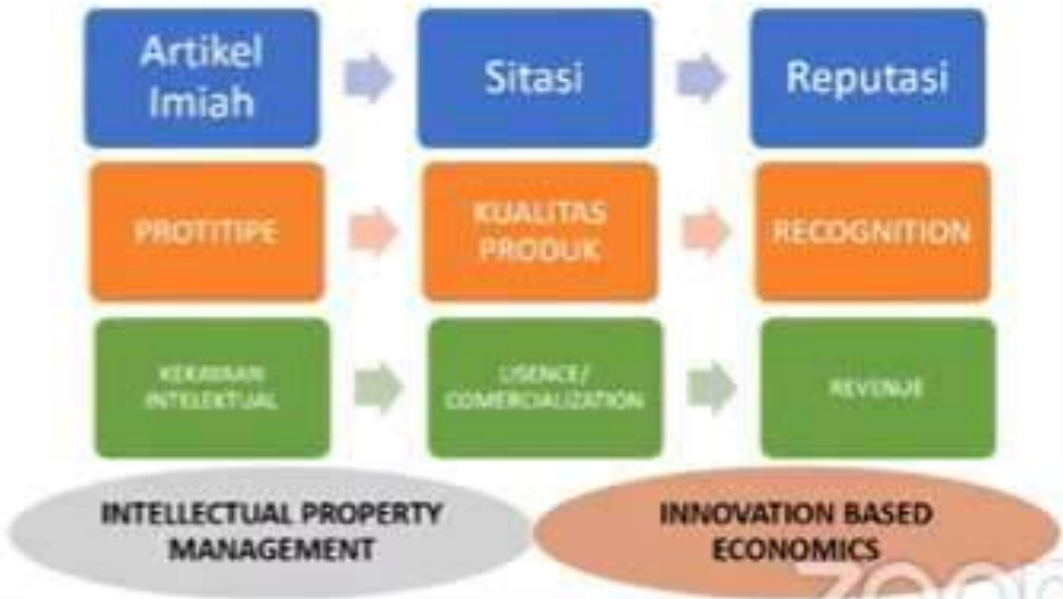 Artikel
Imiah
Sitasi
Reputasi
PROTITIPE
KUALITAS
PRODUK
RECOGNITION
KEKAYAAN
INTELEKTUAL
LISENCE/
COMERCIALIZATION
REVENUE
INTELLECTUAL PROPERTY
MANAGEMENT
INNOVATION BASED
ECONOMICS
zoom